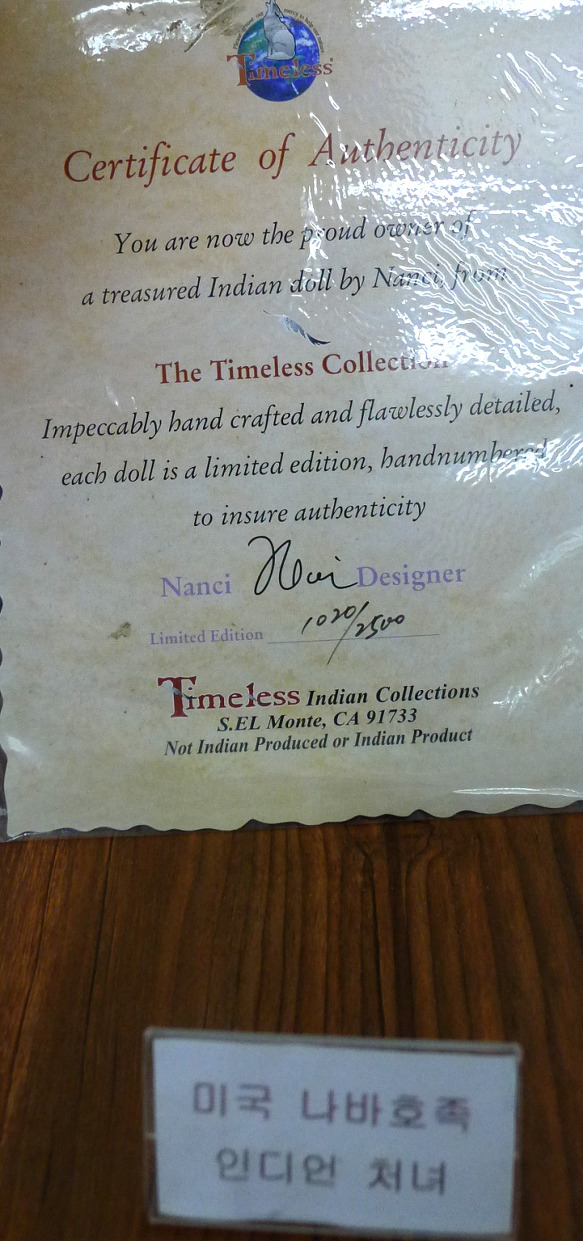 Timeless
Certificate of Authenticity
You are now the proud owner of
a treasured Indian doll by Nanci, from
The Timeless Collection
Impeccably hand crafted and flawlessly detailed,
each doll is a limited edition, handnumbered
to insure authenticity
Nanci Designer
Limited Edition 1020/2500
Timeless Indian Collections
S.EL Monte, CA 91733
Not Indian Produced or Indian Product
미국 나바호족
인디언 처녀